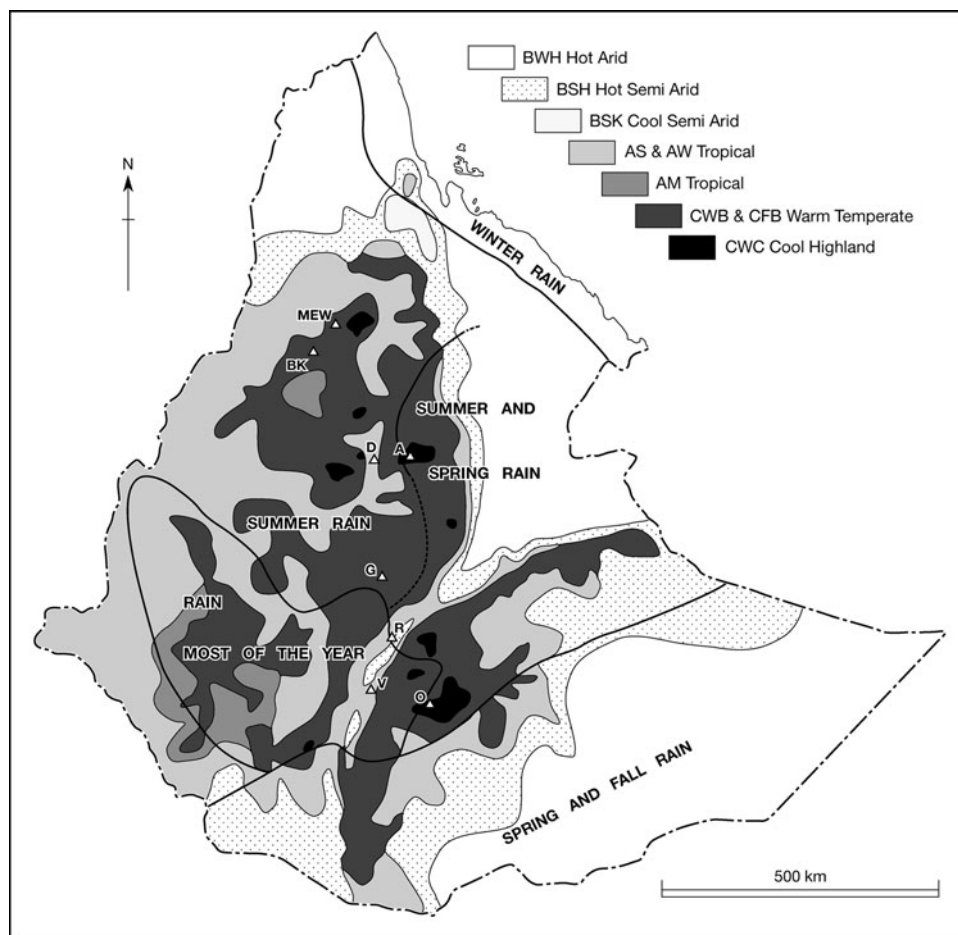 BWH Hot Arid
BSH Hot Semi Arid
BSK Cool Semi Arid
AS & AW Tropical
AM Tropical
CWB & CFB Warm Temperate
CWC Cool Highland
N
WINTER RAIN
MEW
BK
SUMMER AND
SPRING RAIN
D
A
SUMMER RAIN
G
RAIN
MOST OF THE YEAR
R
V
O
SPRING AND FALL RAIN
500 km